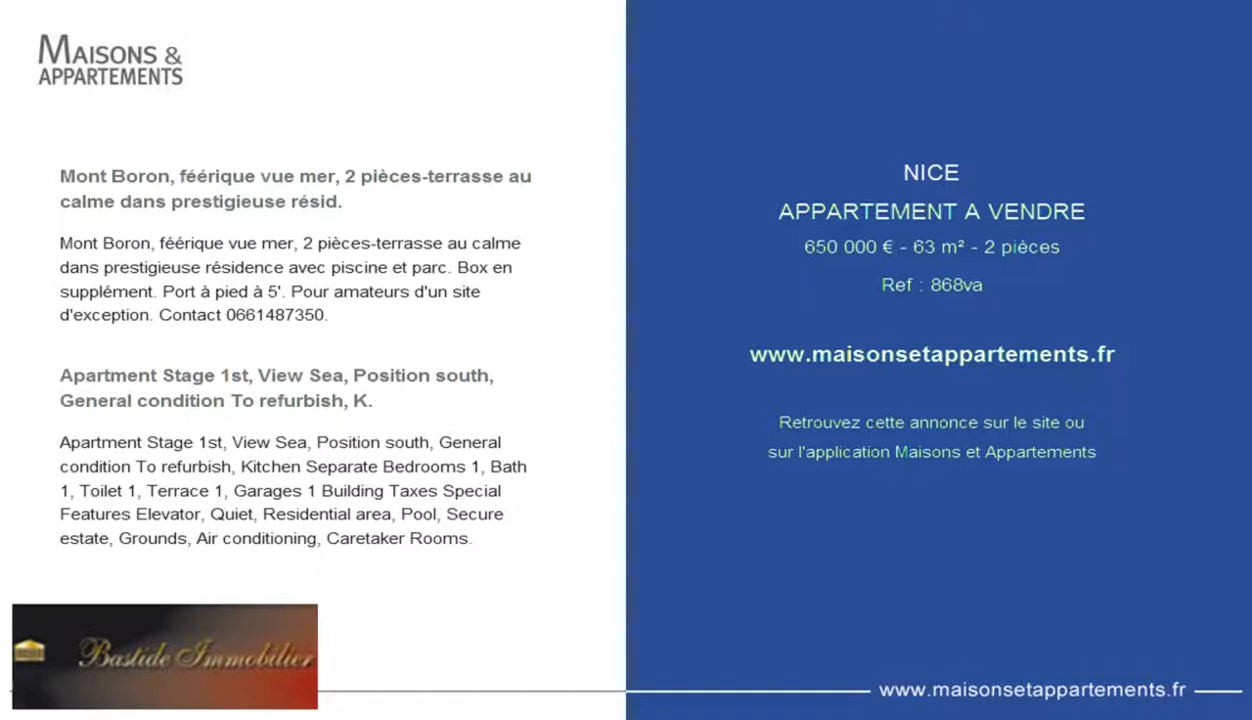 MAISONS &
APPARTEMENTS
Mont Boron, féérique vue mer, 2 pièces-terrasse au
calme dans prestigieuse résid.
Mont Boron, féérique vue mer, 2 pièces-terrasse au calme
dans prestigieuse résidence avec piscine et parc. Box en
supplément. Port à pied à 5'. Pour amateurs d'un site
d'exception. Contact 0661487350.
Apartment Stage 1st, View Sea, Position south,
General condition To refurbish, K.
Apartment Stage 1st, View Sea, Position south, General
condition To refurbish, Kitchen Separate Bedrooms 1, Bath
1, Toilet 1, Terrace 1, Garages 1 Building Taxes Special
Features Elevator, Quiet, Residential area, Pool, Secure
estate, Grounds, Air conditioning, Caretaker Rooms.
Bastide Immobilier
NICE
APPARTEMENT A VENDRE
650 000 € - 63 m² - 2 pièces
Ref : 868va
www.maisonsetappartements.fr
Retrouvez cette annonce sur le site ou
sur l'application Maisons et Appartements
www.maisonsetappartements.fr